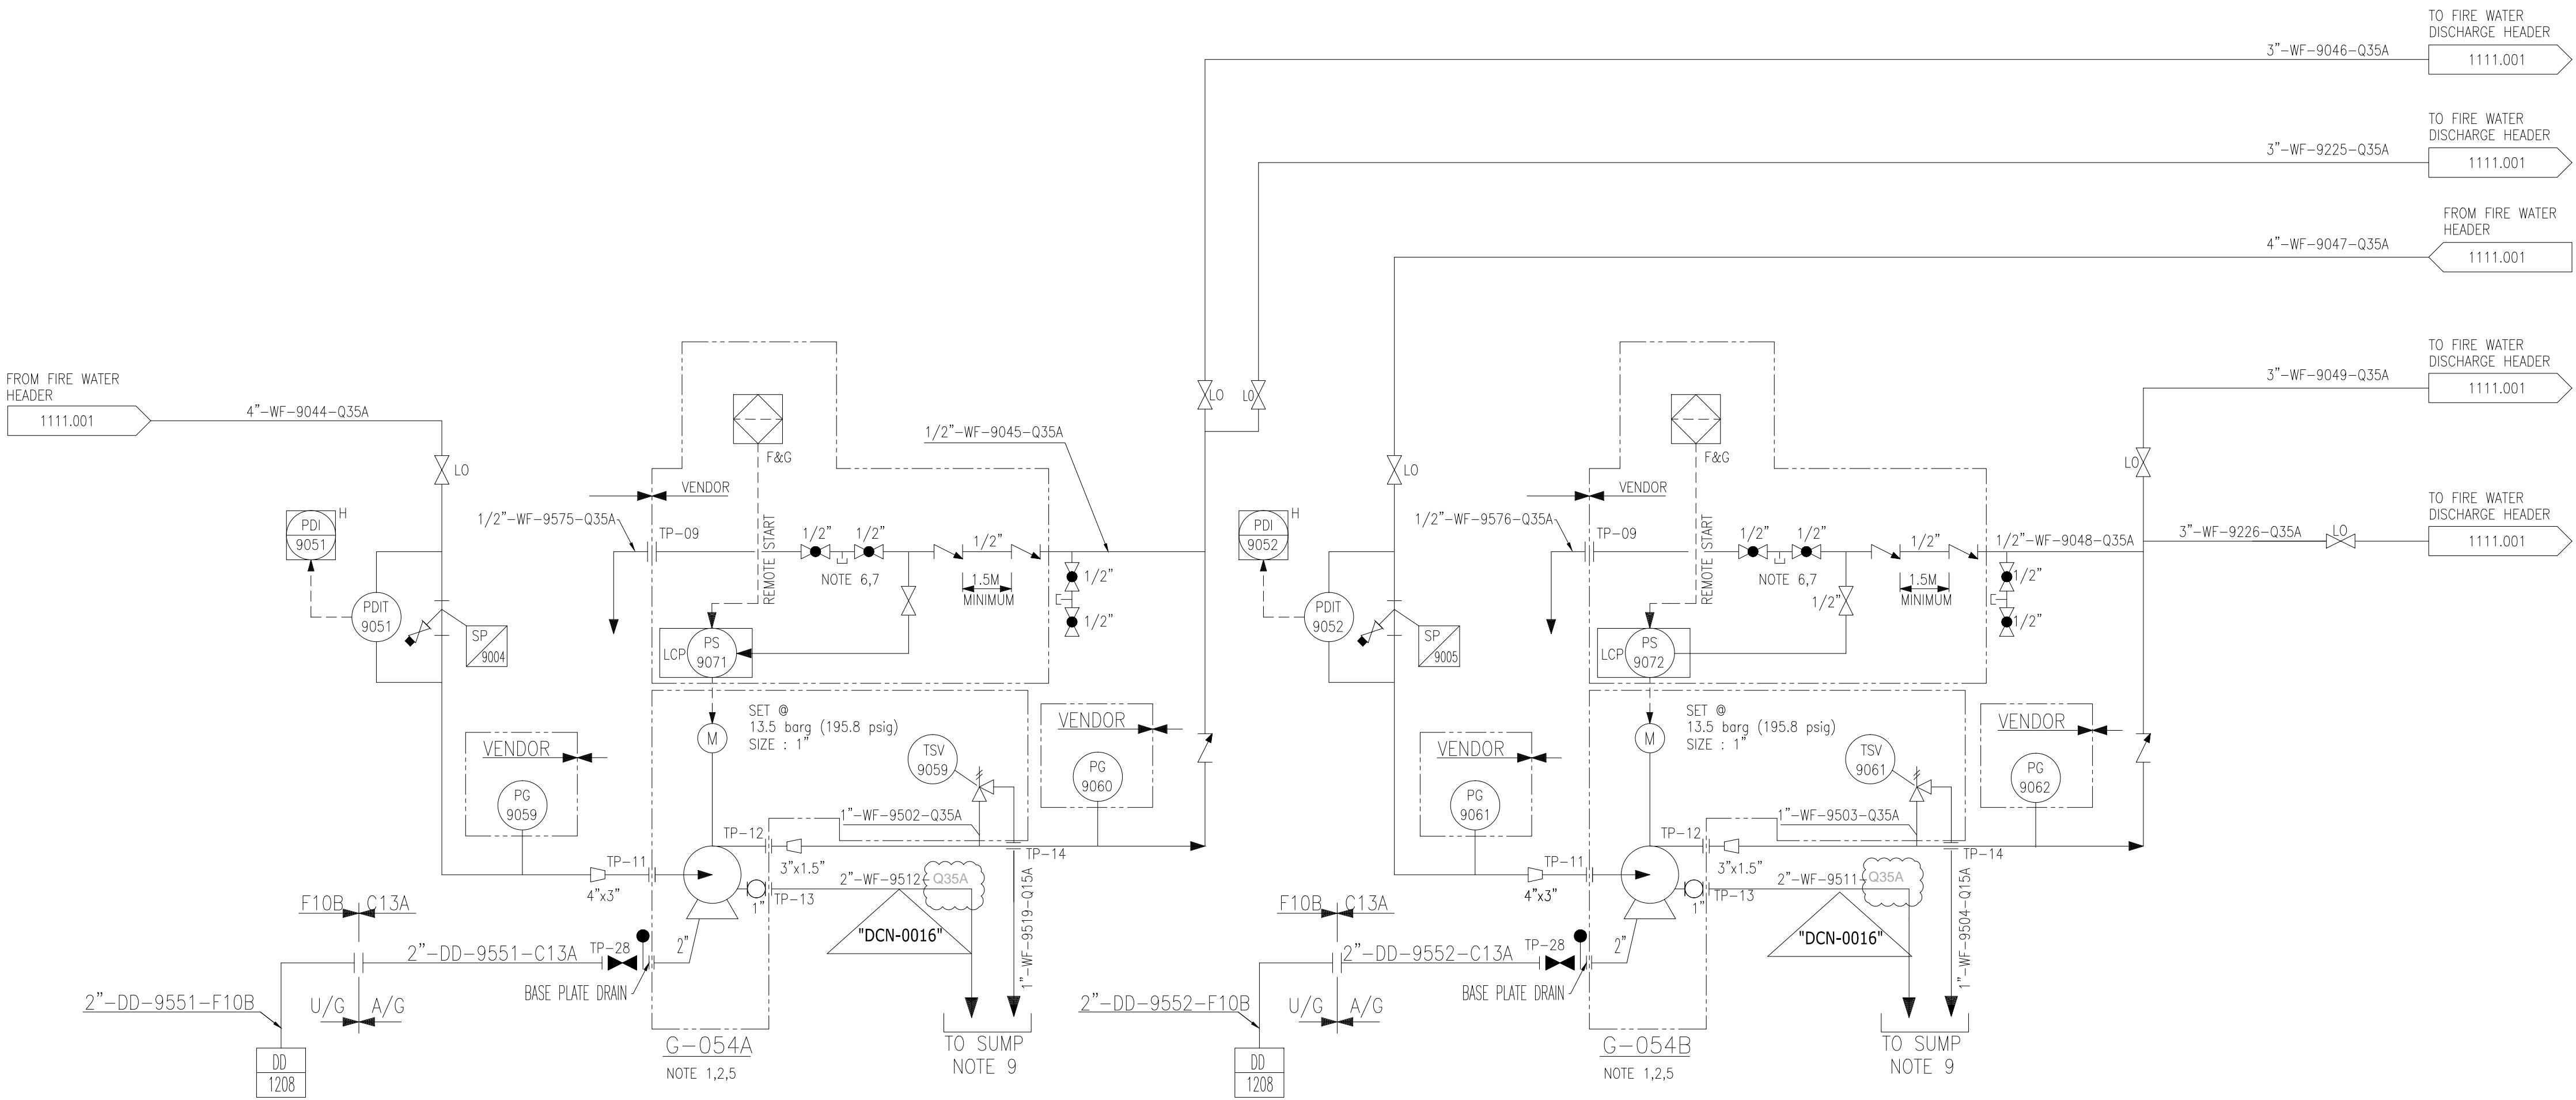 TO FIRE WATER
DISCHARGE HEADER
3"-WF-9046-Q35A
1111.001
TO FIRE WATER
DISCHARGE HEADER
3"-WF-9225-Q35A
1111.001
FROM FIRE WATER
HEADER
4"-WF-9047-Q35A
1111.001
TO FIRE WATER
DISCHARGE HEADER
3"-WF-9049-Q35A
1111.001
TO FIRE WATER
DISCHARGE HEADER
3"-WF-9226-Q35A
LO
1111.001
FROM FIRE WATER
HEADER
1111.001
4"-WF-9044-Q35A
LO
PDI
9051
H
PDIT
9051
SP
9004
1/2"-WF-9575-Q35A
VENDOR
TP-09
F&G
REMOTE START
1/2"
1/2"
NOTE 6,7
1/2"
1.5M
MINIMUM
1/2"-WF-9045-Q35A
1/2"
1/2"
LO
LO
LCP
PS
9071
SET @
13.5 barg (195.8 psig)
SIZE : 1"
M
TSV
9059
VENDOR
PG
9059
VENDOR
PG
9060
1"-WF-9502-Q35A
TP-12
3"x1.5"
TP-14
TP-11
4"x3"
2"-WF-9512-Q35A
1"
TP-13
"DCN-0016"
1"-WF-9519-Q15A
F10B
C13A
2"-DD-9551-C13A
TP-28
2"
BASE PLATE DRAIN
2"-DD-9551-F10B
U/G
A/G
DD
1208
G-054A
NOTE 1,2,5
TO SUMP
NOTE 9
LO
PDI
9052
H
PDIT
9052
SP
9005
1/2"-WF-9576-Q35A
VENDOR
TP-09
F&G
REMOTE START
1/2"
1/2"
NOTE 6,7
1/2"
1/2"
1.5M
MINIMUM
1/2"-WF-9048-Q35A
1/2"
1/2"
LO
LCP
PS
9072
SET @
13.5 barg (195.8 psig)
SIZE : 1"
M
TSV
9061
VENDOR
PG
9061
VENDOR
PG
9062
1"-WF-9503-Q35A
TP-12
3"x1.5"
TP-14
TP-11
4"x3"
2"-WF-9511-Q35A
1"
TP-13
"DCN-0016"
1"-WF-9504-Q15A
F10B
C13A
2"-DD-9552-C13A
TP-28
2"
BASE PLATE DRAIN
2"-DD-9552-F10B
U/G
A/G
DD
1208
G-054B
NOTE 1,2,5
TO SUMP
NOTE 9